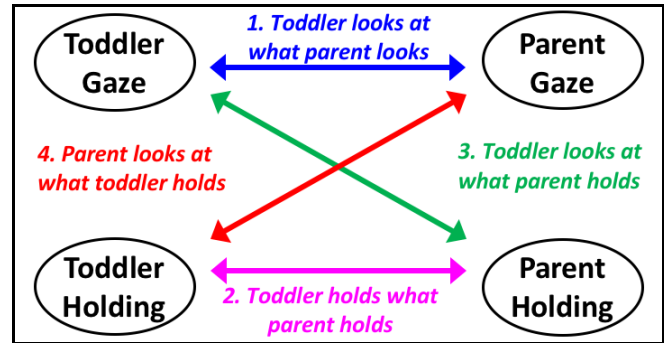 Toddler
Gaze
1. Toddler looks at
what parent looks
Parent
Gaze
4. Parent looks at
what toddler holds
3. Toddler looks at
what parent holds
Toddler
Holding
2. Toddler holds what
parent holds
Parent
Holding